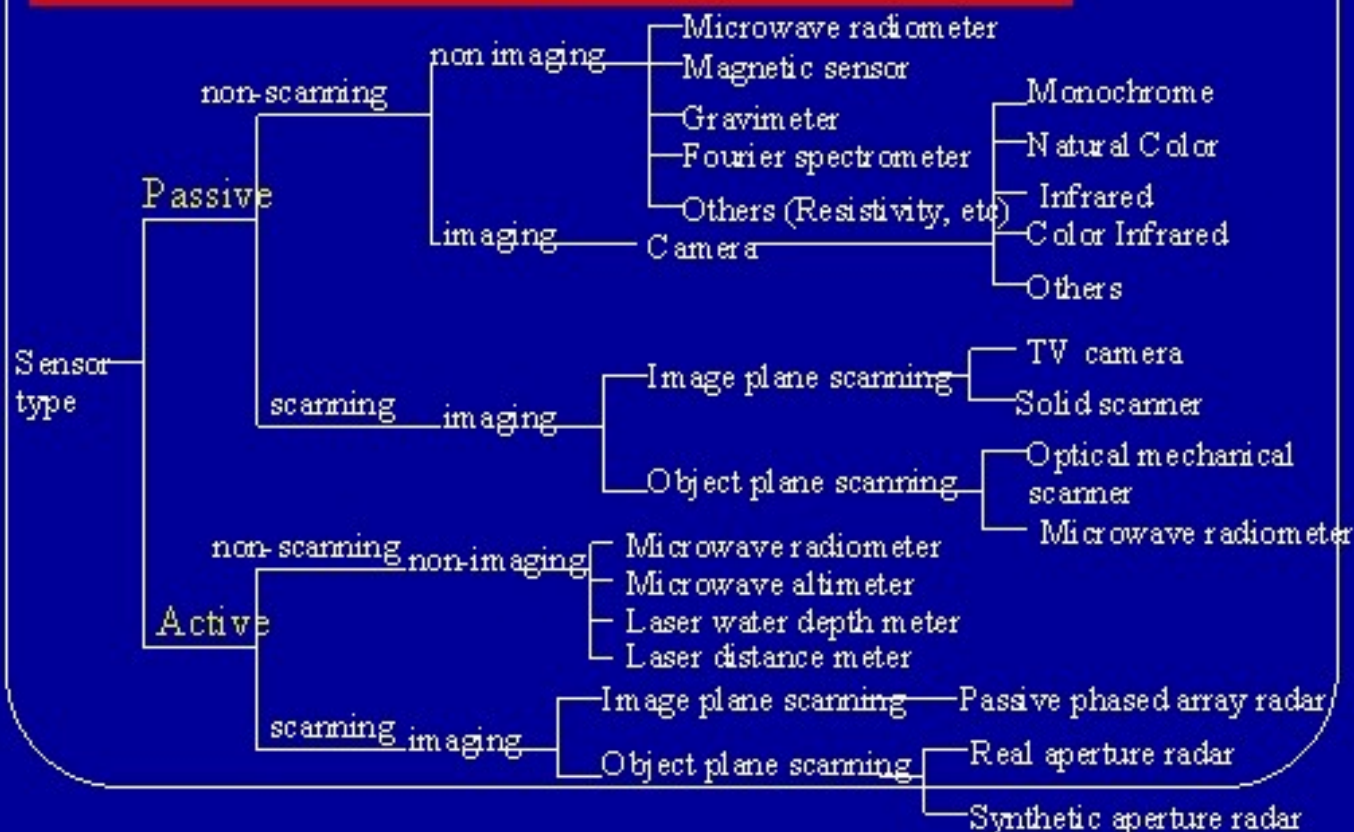 Microwave radiometer
non imaging
Magnetic sensor
non-scanning
Monochrome
Gravimeter
Natural Color
Fourier spectrometer
Passive
Infrared
Others (Resistivity, etc)
imaging
Camera
Color Infrared
Others
Sensor
type
TV camera
Image plane scanning
scanning
imaging
Solid scanner
Optical mechanical
scanner
Object plane scanning
Microwave radiometer
non-scanning
non-imaging
Microwave radiometer
Microwave altimeter
Active
Laser water depth meter
Laser distance meter
Image plane scanning
Passive phased array radar
scanning
imaging
Real aperture radar
Object plane scanning
Synthetic aperture radar